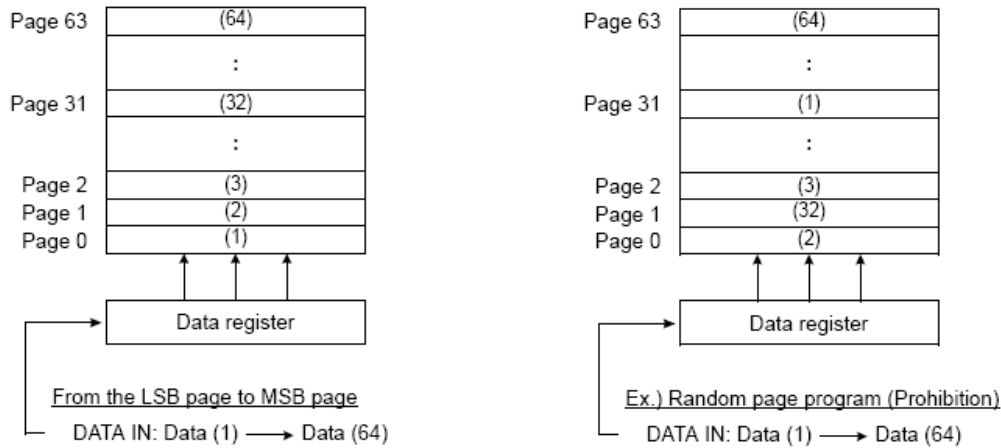 Page 63 (64)
:
Page 31 (32)
:
Page 2 (3)
Page 1 (2)
Page 0 (1)
Data register
From the LSB page to MSB page
DATA IN: Data (1) → Data (64)
Page 63 (64)
:
Page 31 (1)
:
Page 2 (3)
Page 1 (32)
Page 0 (2)
Data register
Ex.) Random page program (Prohibition)
DATA IN: Data (1) → Data (64)